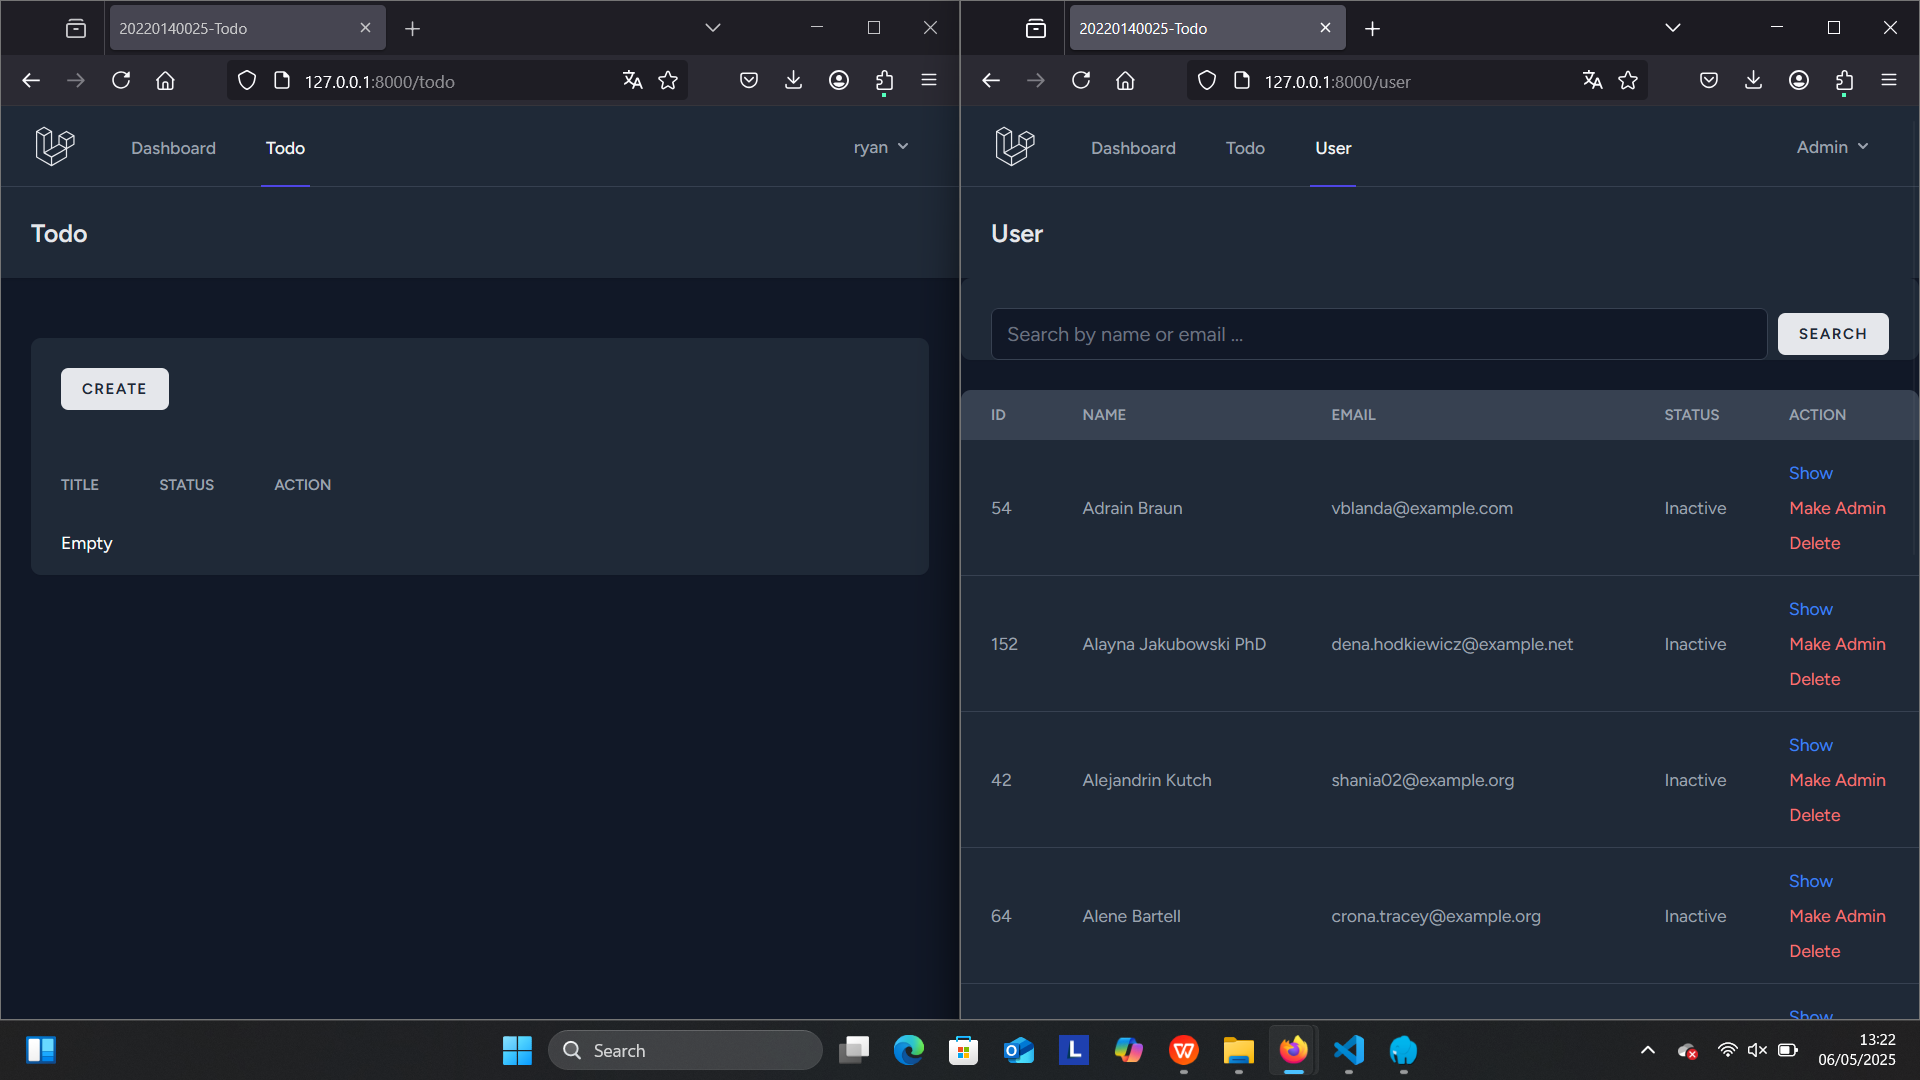 20220140025-Todo
127.0.0.1:8000/todo
Dashboard
Todo
ryan
Todo
CREATE
TITLE STATUS ACTION
Empty
20220140025-Todo
127.0.0.1:8000/user
Dashboard
Todo
User
Admin
User
Search by name or email ...
SEARCH
ID NAME EMAIL STATUS ACTION
54 Adrain Braun vblanda@example.com Inactive Show
Make Admin
Delete
152 Alayna Jakubowski PhD dena.hodkiewicz@example.net Inactive Show
Make Admin
Delete
42 Alejandrin Kutch shania02@example.org Inactive Show
Make Admin
Delete
64 Alene Bartell crona.tracey@example.org Inactive Show
Make Admin
Delete
Show
Search
L
W
13:22
06/05/2025